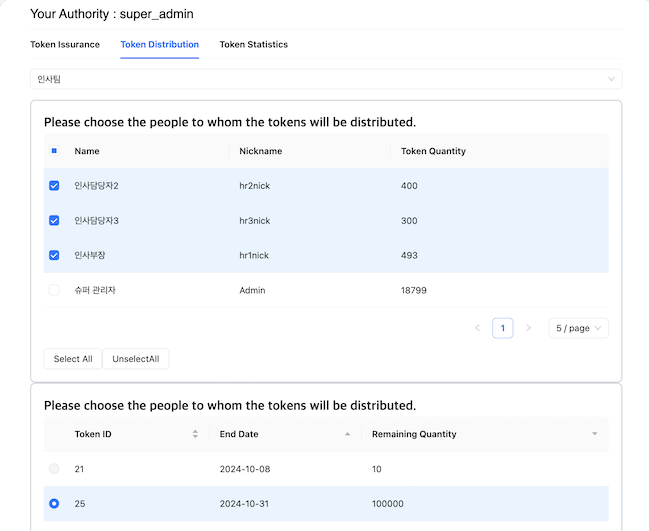 Your Authority : super_admin
Token Issurance Token Distribution Token Statistics
인사팀
Please choose the people to whom the tokens will be distributed.
Name Nickname Token Quantity
인사담당자2 hr2nick 400
인사담당자3 hr3nick 300
인사부장 hr1nick 493
슈퍼 관리자 Admin 18799
1 5 / page
Select All UnselectAll
Please choose the people to whom the tokens will be distributed.
Token ID End Date Remaining Quantity
21 2024-10-08 10
25 2024-10-31 100000